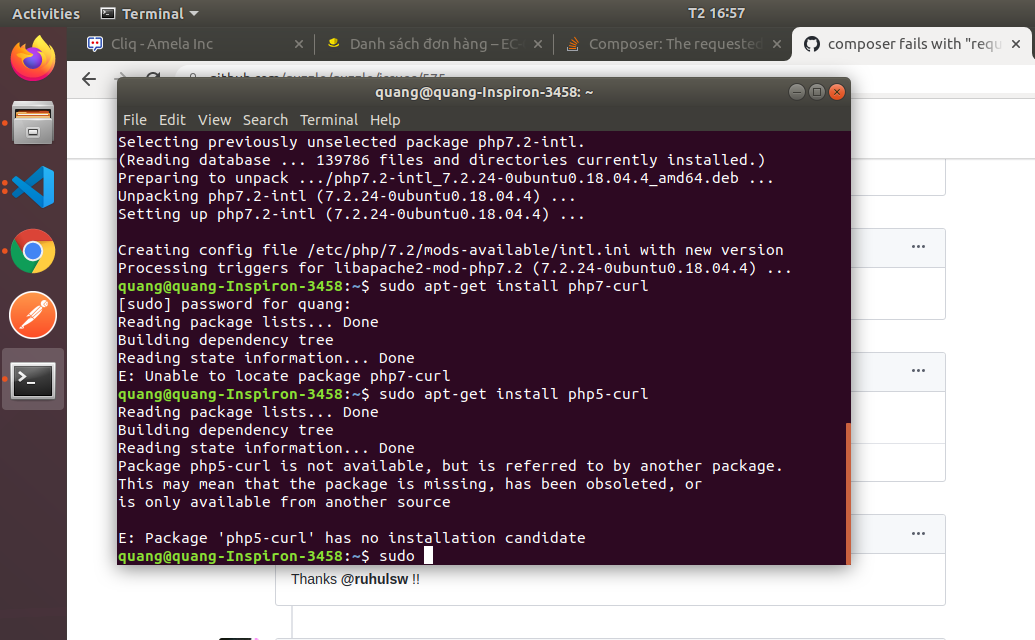 Activities Terminal T2 16:57
Cliq - Amela Inc Danh sách đơn hàng – EC- Composer: The requested composer fails with "requ
quang@quang-Inspiron-3458: ~
File Edit View Search Terminal Help
Selecting previously unselected package php7.2-intl.
(Reading database ... 139786 files and directories currently installed.)
Preparing to unpack .../php7.2-intl_7.2.24-0ubuntu0.18.04.4_amd64.deb ...
Unpacking php7.2-intl (7.2.24-0ubuntu0.18.04.4) ...
Setting up php7.2-intl (7.2.24-0ubuntu0.18.04.4) ...
Creating config file /etc/php/7.2/mods-available/intl.ini with new version
Processing triggers for libapache2-mod-php7.2 (7.2.24-0ubuntu0.18.04.4) ...
quang@quang-Inspiron-3458:~$ sudo apt-get install php7-curl
[sudo] password for quang:
Reading package lists... Done
Building dependency tree
Reading state information... Done
E: Unable to locate package php7-curl
quang@quang-Inspiron-3458:~$ sudo apt-get install php5-curl
Reading package lists... Done
Building dependency tree
Reading state information... Done
Package php5-curl is not available, but is referred to by another package.
This may mean that the package is missing, has been obsoleted, or
is only available from another source
E: Package 'php5-curl' has no installation candidate
quang@quang-Inspiron-3458:~$ sudo
Thanks @ruhulsw !!